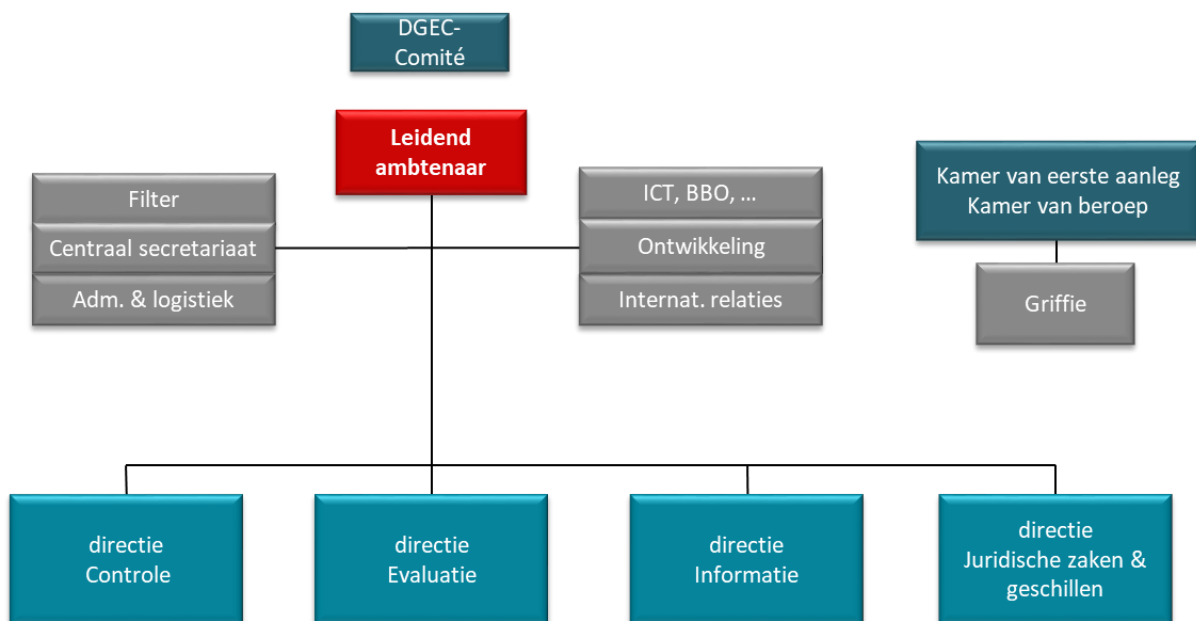 DGEC-
Comité
Leidend
ambtenaar
Filter
Centraal secretariaat
Adm. & logistiek
ICT, BBO, ...
Ontwikkeling
Internat. relaties
Kamer van eerste aanleg
Kamer van beroep
Griffie
directie
Controle
directie
Evaluatie
directie
Informatie
directie
Juridische zaken &
geschillen